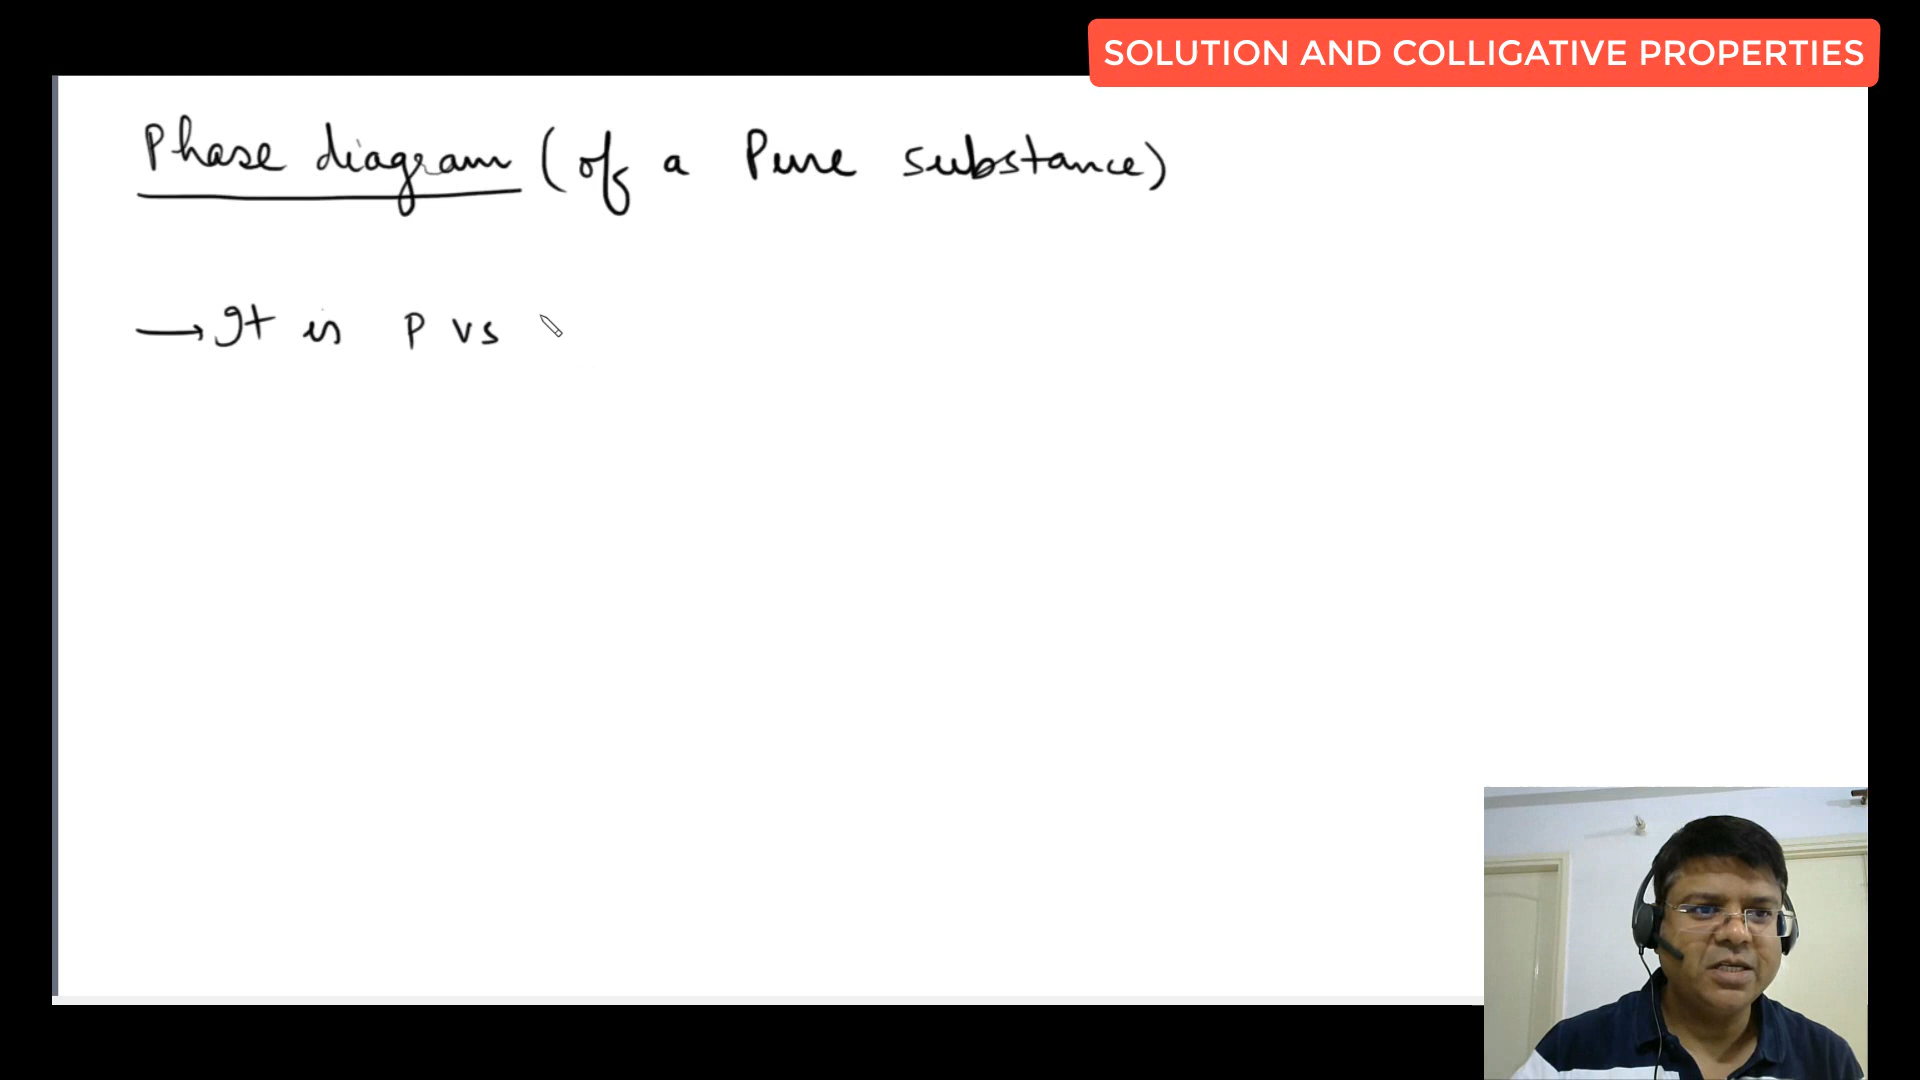 SOLUTION AND COLLIGATIVE PROPERTIES
Phase diagram (of a Pure substance)
→ It is P vs